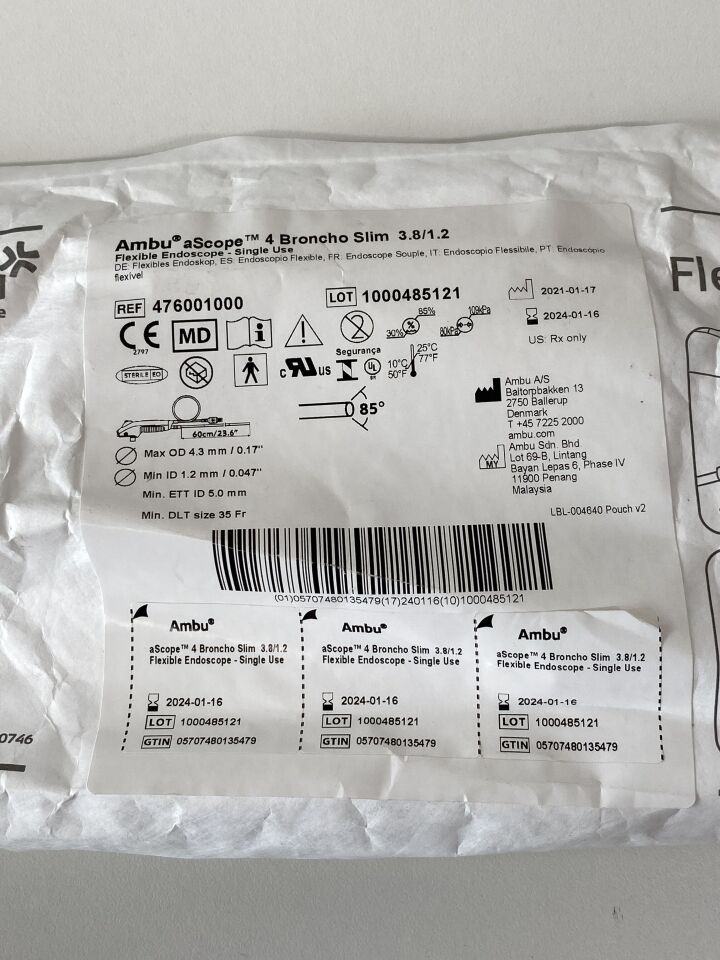 Ambu® aScope™ 4 Broncho Slim 3.8/1.2
Flexible Endoscope - Single Use
DE: Flexibles Endoskop, ES: Endoscopio Flexible, FR: Endoscope Souple, IT: Endoscopio Flessibile, PT: Endoscópio
flexível
REF 476001000
LOT 1000485121
2021-01-17
2024-01-16
US: Rx only
CE
2797
MD
i
2
30%
85%
80kPa
109kPa
STERILE EO
c RU US
Segurança
UL
BR
10°C
50°F
25°C
77°F
60cm/23.6"
85°
Max OD 4.3 mm / 0.17"
Min ID 1.2 mm / 0.047"
Min. ETT ID 5.0 mm
Min. DLT size 35 Fr
Ambu A/S
Baltorpbakken 13
2750 Ballerup
Denmark
T +45 7225 2000
ambu.com
MY
Ambu Sdn. Bhd.
Lot 69-B, Lintang
Bayan Lepas 6, Phase IV
11900 Penang
Malaysia
LBL-004640 Pouch v2
(01)05707480135479(17)240116(10)1000485121
Ambu®
aScope™ 4 Broncho Slim 3.8/1.2
Flexible Endoscope - Single Use
2024-01-16
LOT 1000485121
GTIN 05707480135479
Ambu®
aScope™ 4 Broncho Slim 3.8/1.2
Flexible Endoscope - Single Use
2024-01-16
LOT 1000485121
GTIN 05707480135479
Ambu®
aScope™ 4 Broncho Slim 3.8/1.2
Flexible Endoscope - Single Use
2024-01-16
LOT 1000485121
GTIN 05707480135479
Fle
0746